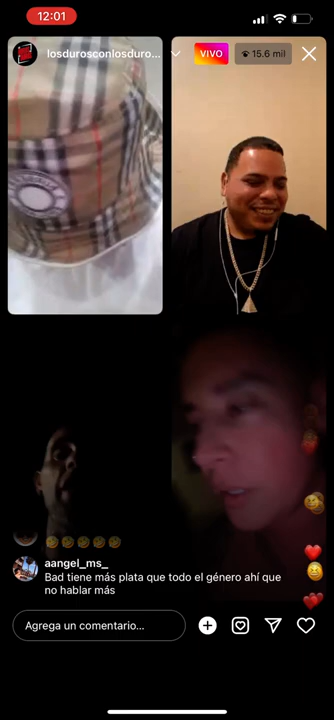 12:01
losdurosconlosduro...
VIVO
15.6 mil
aangel_ms_
Bad tiene más plata que todo el género ahí que
no hablar más
Agrega un comentario...